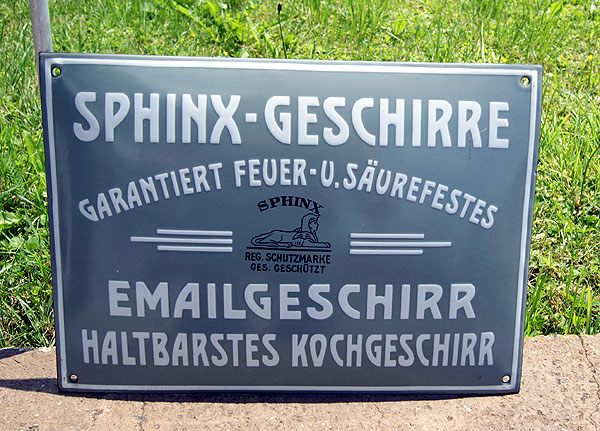 SPHINX-GESCHIRRE
GARANTIERT FEUER-U. SÄUREFESTES
SPHINX
REG. SCHUTZMARKE
GES. GESCHÜTZT
EMAILGESCHIRR
HALTBARSTES KOCHGESCHIRR